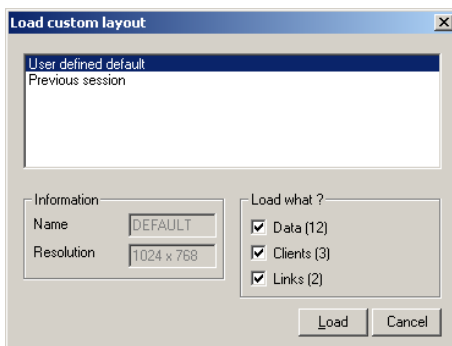 Load custom layout
User defined default
Previous session
Information
Name DEFAULT
Resolution 1024 x 768
Load what ?
Data (12)
Clients (3)
Links (2)
Load Cancel